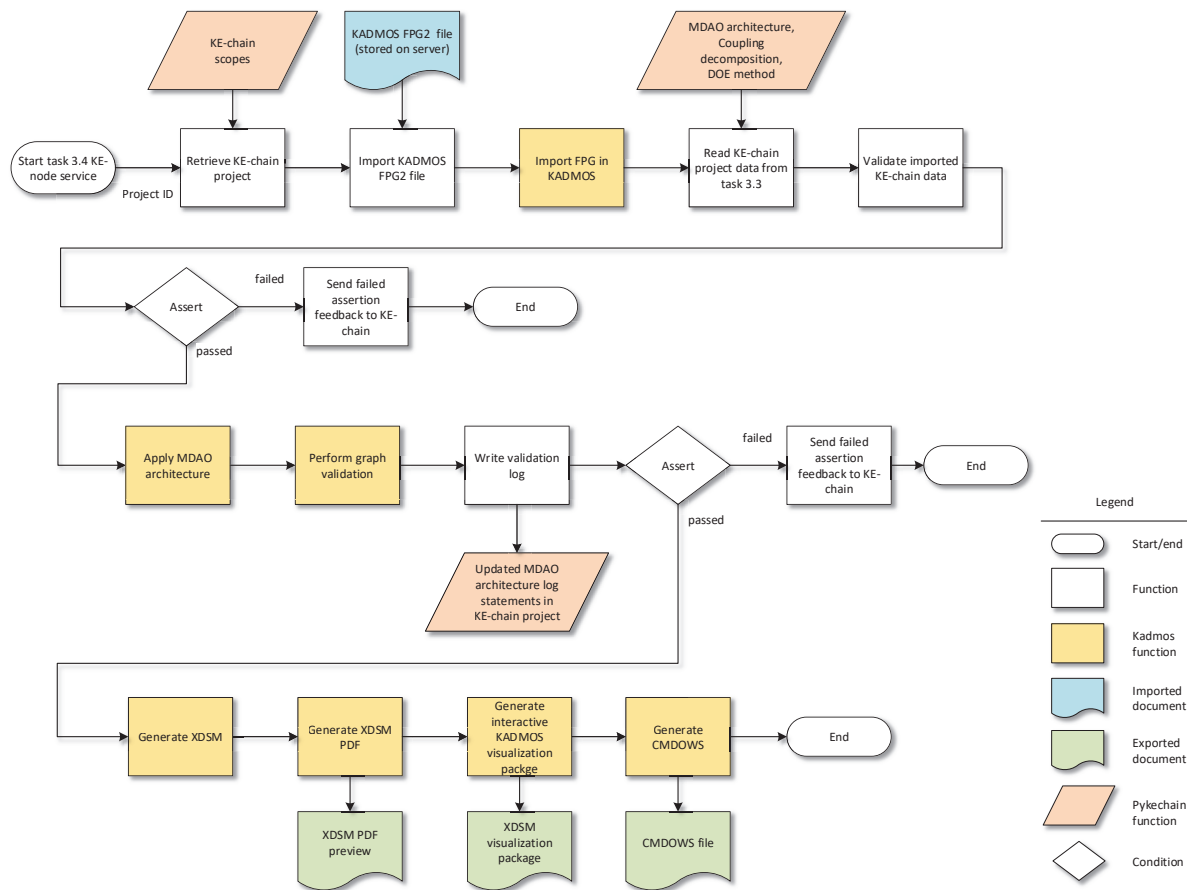 KE-chain
scopes
KADMOS FPG2 file
(stored on server)
MDAO architecture,
Coupling
decomposition,
DOE method
Start task 3.4 KE-
node service
Project ID
Retrieve KE-chain
project
Import KADMOS
FPG2 file
Import FPG in
KADMOS
Read KE-chain
project data from
task 3.3
Validate imported
KE-chain data
Assert
failed
passed
Send failed
assertion
feedback to KE-
chain
End
Apply MDAO
architecture
Perform graph
validation
Write validation
log
Assert
failed
passed
Send failed
assertion
feedback to KE-
chain
End
Updated MDAO
architecture log
statements in
KE-chain project
Generate XDSM
Generate XDSM
PDF
Generate
interactive
KADMOS
visualization
packge
Generate
CMDOWS
End
XDSM PDF
preview
XDSM
visualization
package
CMDOWS file
Legend
Start/end
Function
Kadmos
function
Imported
document
Exported
document
Pykechain
function
Condition